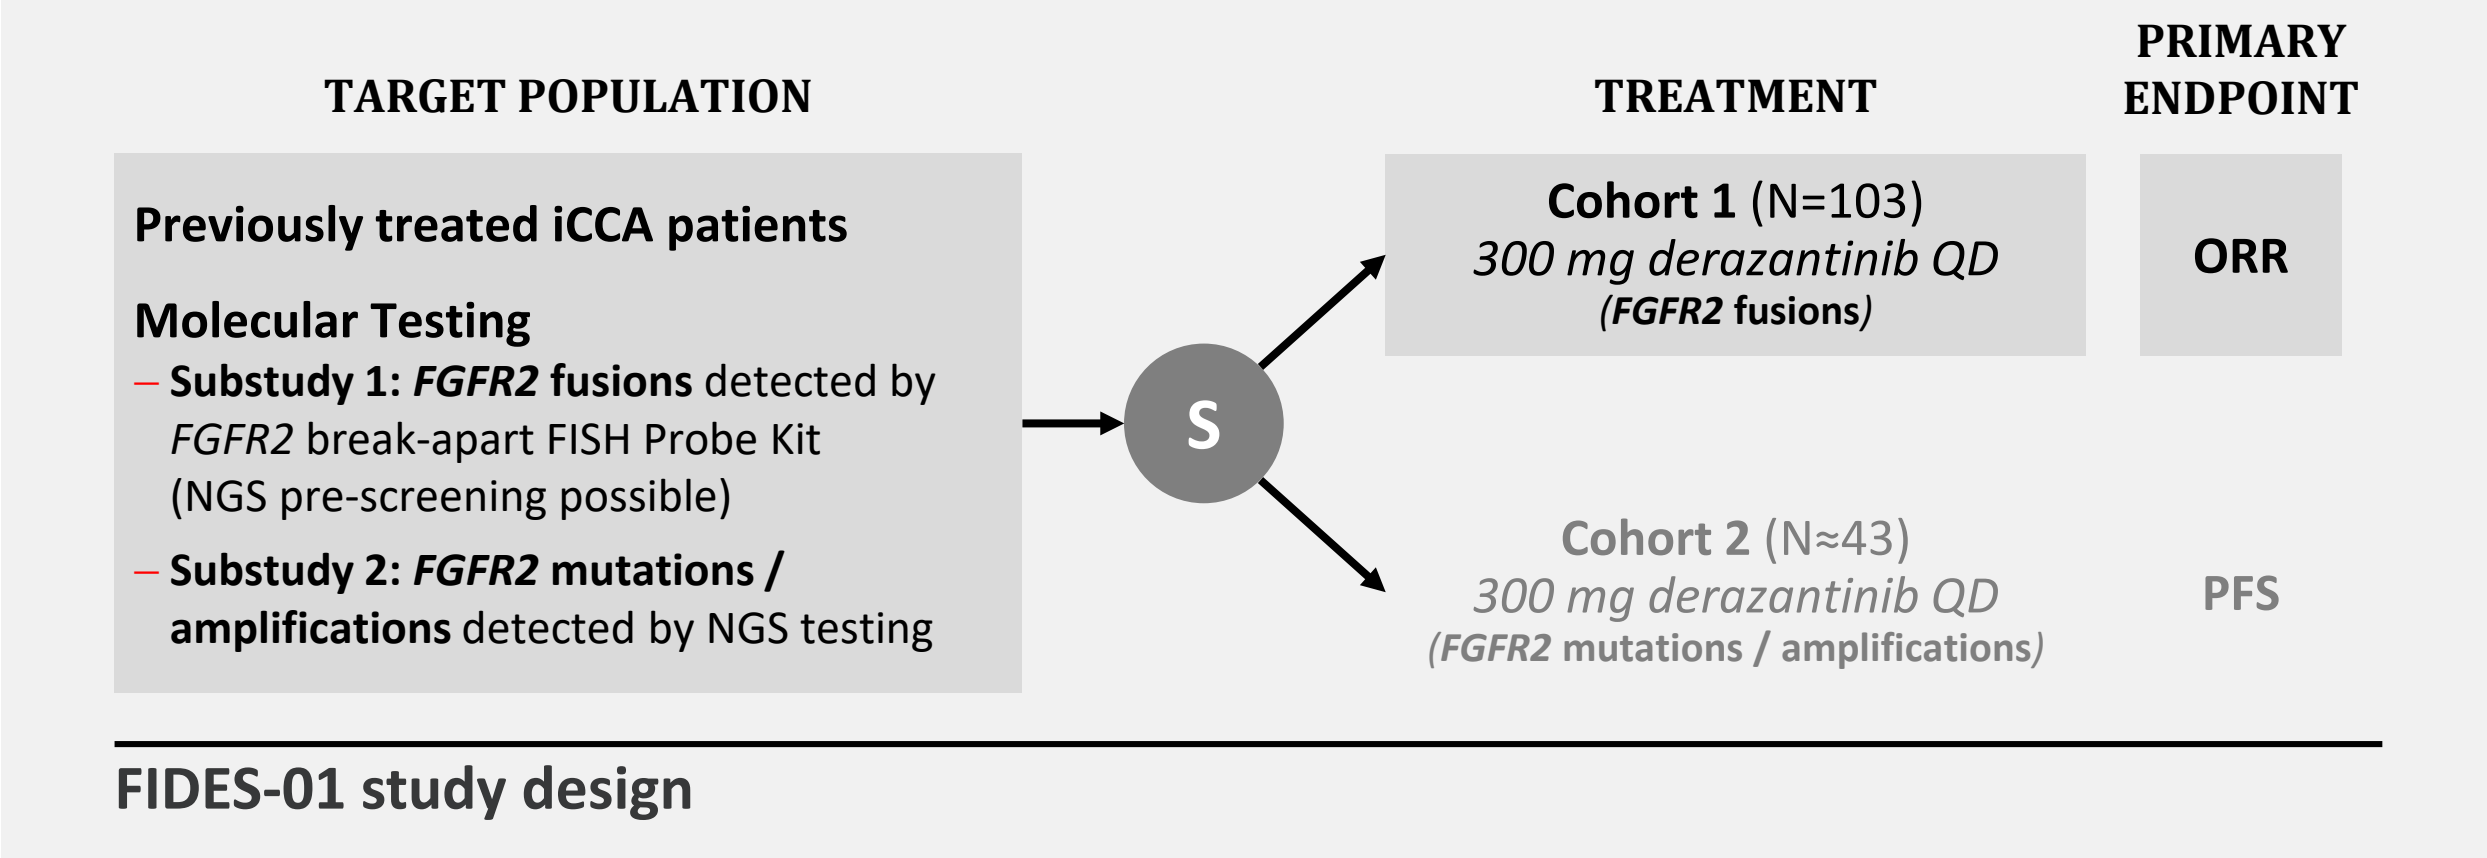 TARGET POPULATION
TREATMENT
PRIMARY
ENDPOINT
Previously treated iCCA patients
Molecular Testing
– Substudy 1: FGFR2 fusions detected by
FGFR2 break-apart FISH Probe Kit
(NGS pre-screening possible)
– Substudy 2: FGFR2 mutations /
amplifications detected by NGS testing
S
Cohort 1 (N=103)
300 mg derazantinib QD
(FGFR2 fusions)
ORR
Cohort 2 (N≈43)
300 mg derazantinib QD
(FGFR2 mutations / amplifications)
PFS
FIDES-01 study design